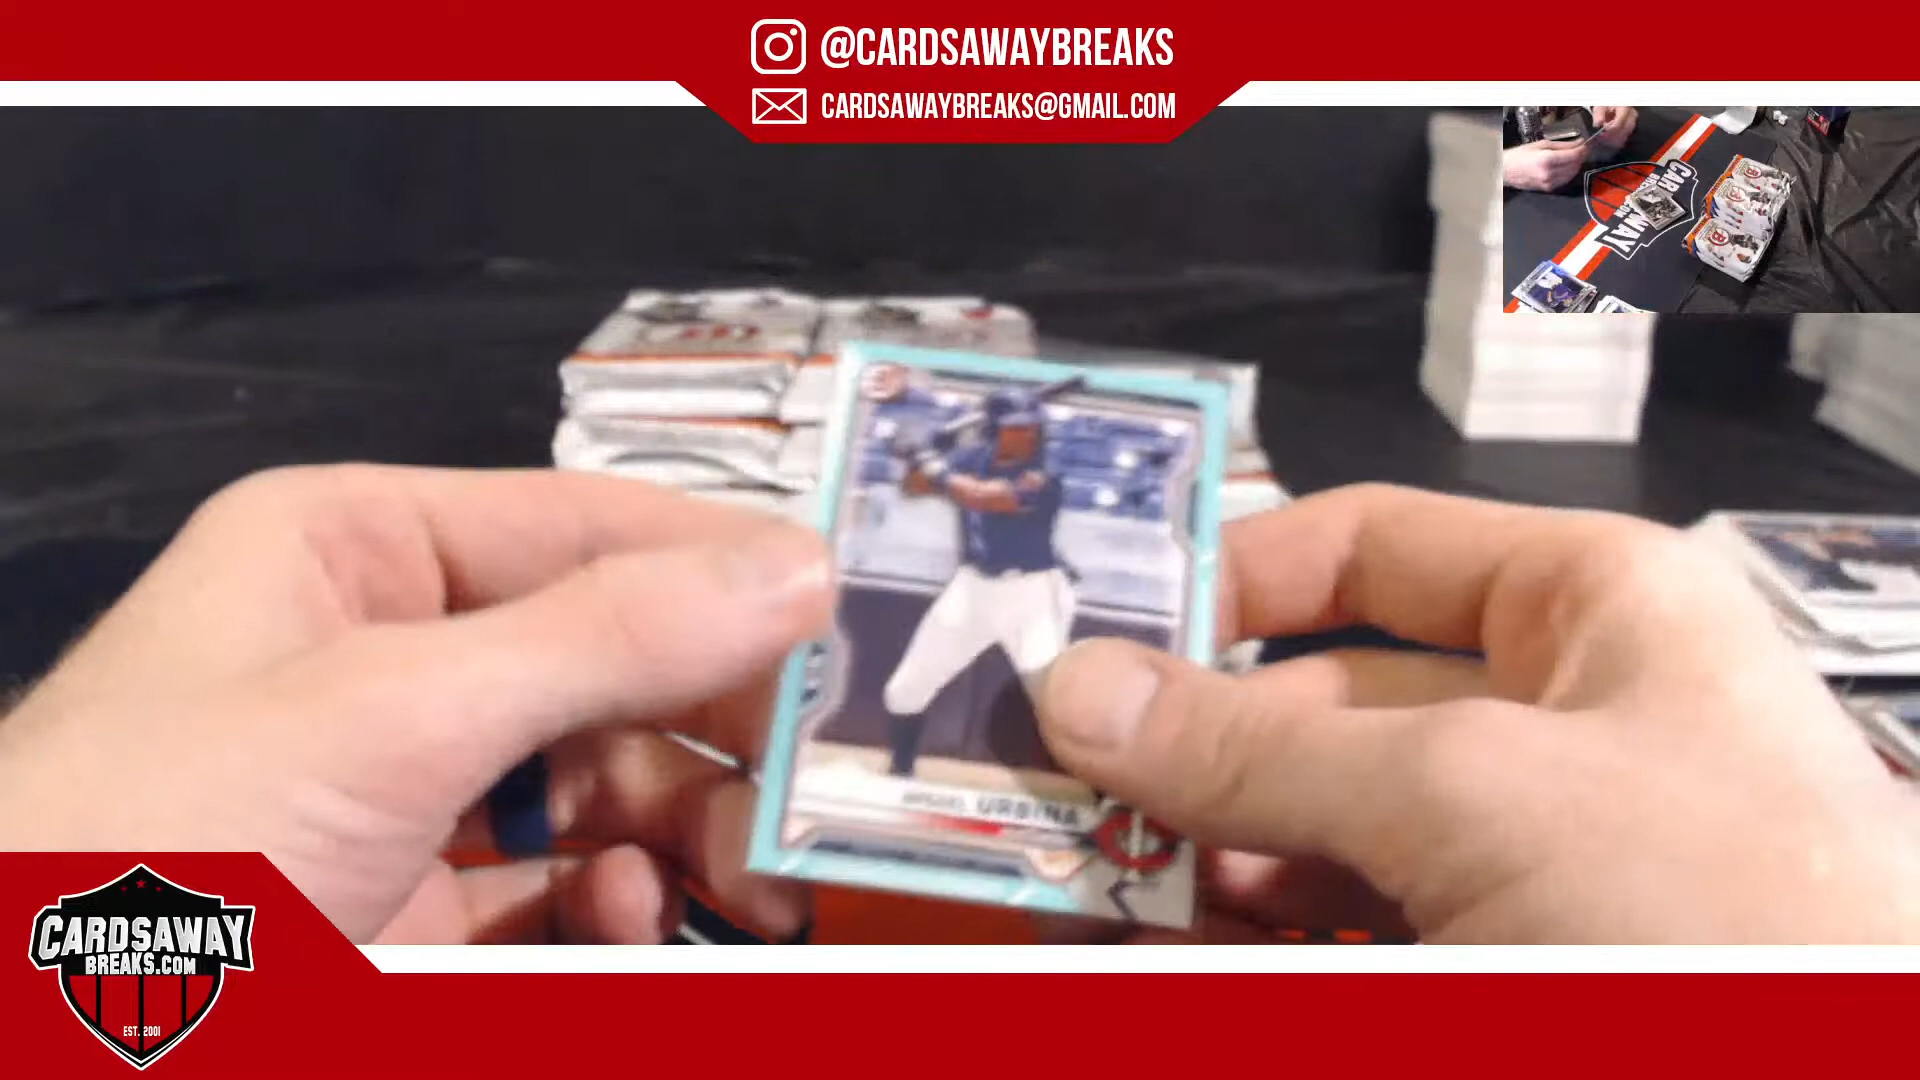 @CARDSAWAYBREAKS
CARDSAWAYBREAKS@GMAIL.COM
URBINA
CARDSAWAY
BREAKS.COM
EST. 2001